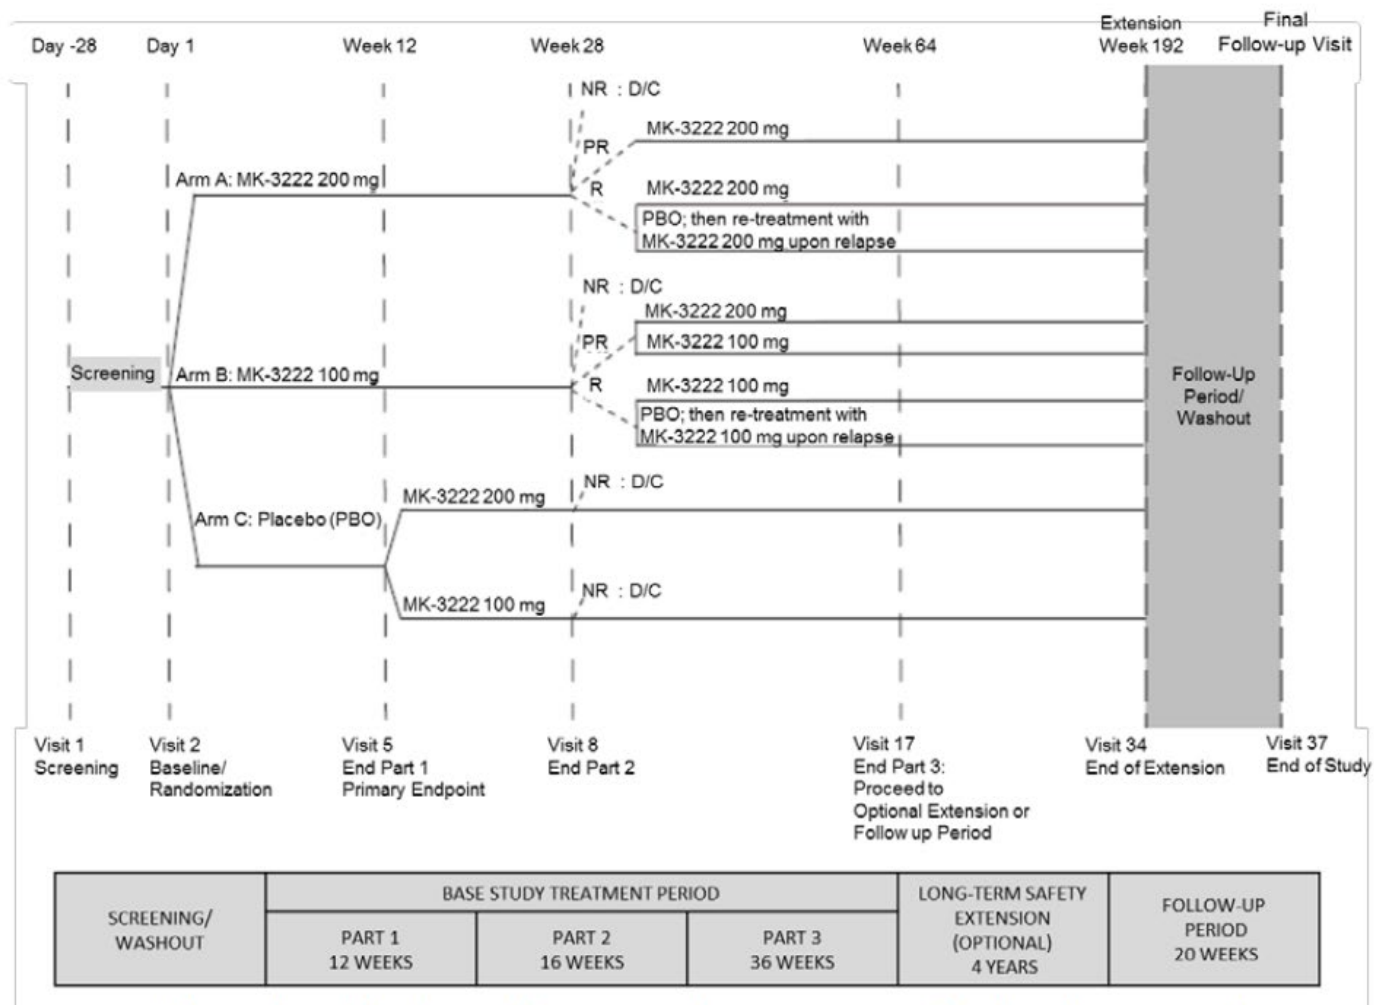 Day -28
Day 1
Week 12
Week 28
Week 64
Extension
Week 192
Final
Follow-up Visit
NR : D/C
MK-3222 200 mg
PR
Arm A: MK-3222 200 mg
R
MK-3222 200 mg
PBO; then re-treatment with
MK-3222 200 mg upon relapse
NR : D/C
MK-3222 200 mg
PR
MK-3222 100 mg
Screening
Arm B: MK-3222 100 mg
R
MK-3222 100 mg
PBO; then re-treatment with
MK-3222 100 mg upon relapse
Follow-Up
Period/
Washout
NR : D/C
MK-3222 200 mg
Arm C: Placebo (PBO)
NR : D/C
MK-3222 100 mg
Visit 1
Screening
Visit 2
Baseline/
Randomization
Visit 5
End Part 1
Primary Endpoint
Visit 8
End Part 2
Visit 17
End Part 3:
Proceed to
Optional Extension or
Follow up Period
Visit 34
End of Extension
Visit 37
End of Study
SCREENING/
WASHOUT
BASE STUDY TREATMENT PERIOD
PART 1
12 WEEKS
PART 2
16 WEEKS
PART 3
36 WEEKS
LONG-TERM SAFETY
EXTENSION
(OPTIONAL)
4 YEARS
FOLLOW-UP
PERIOD
20 WEEKS